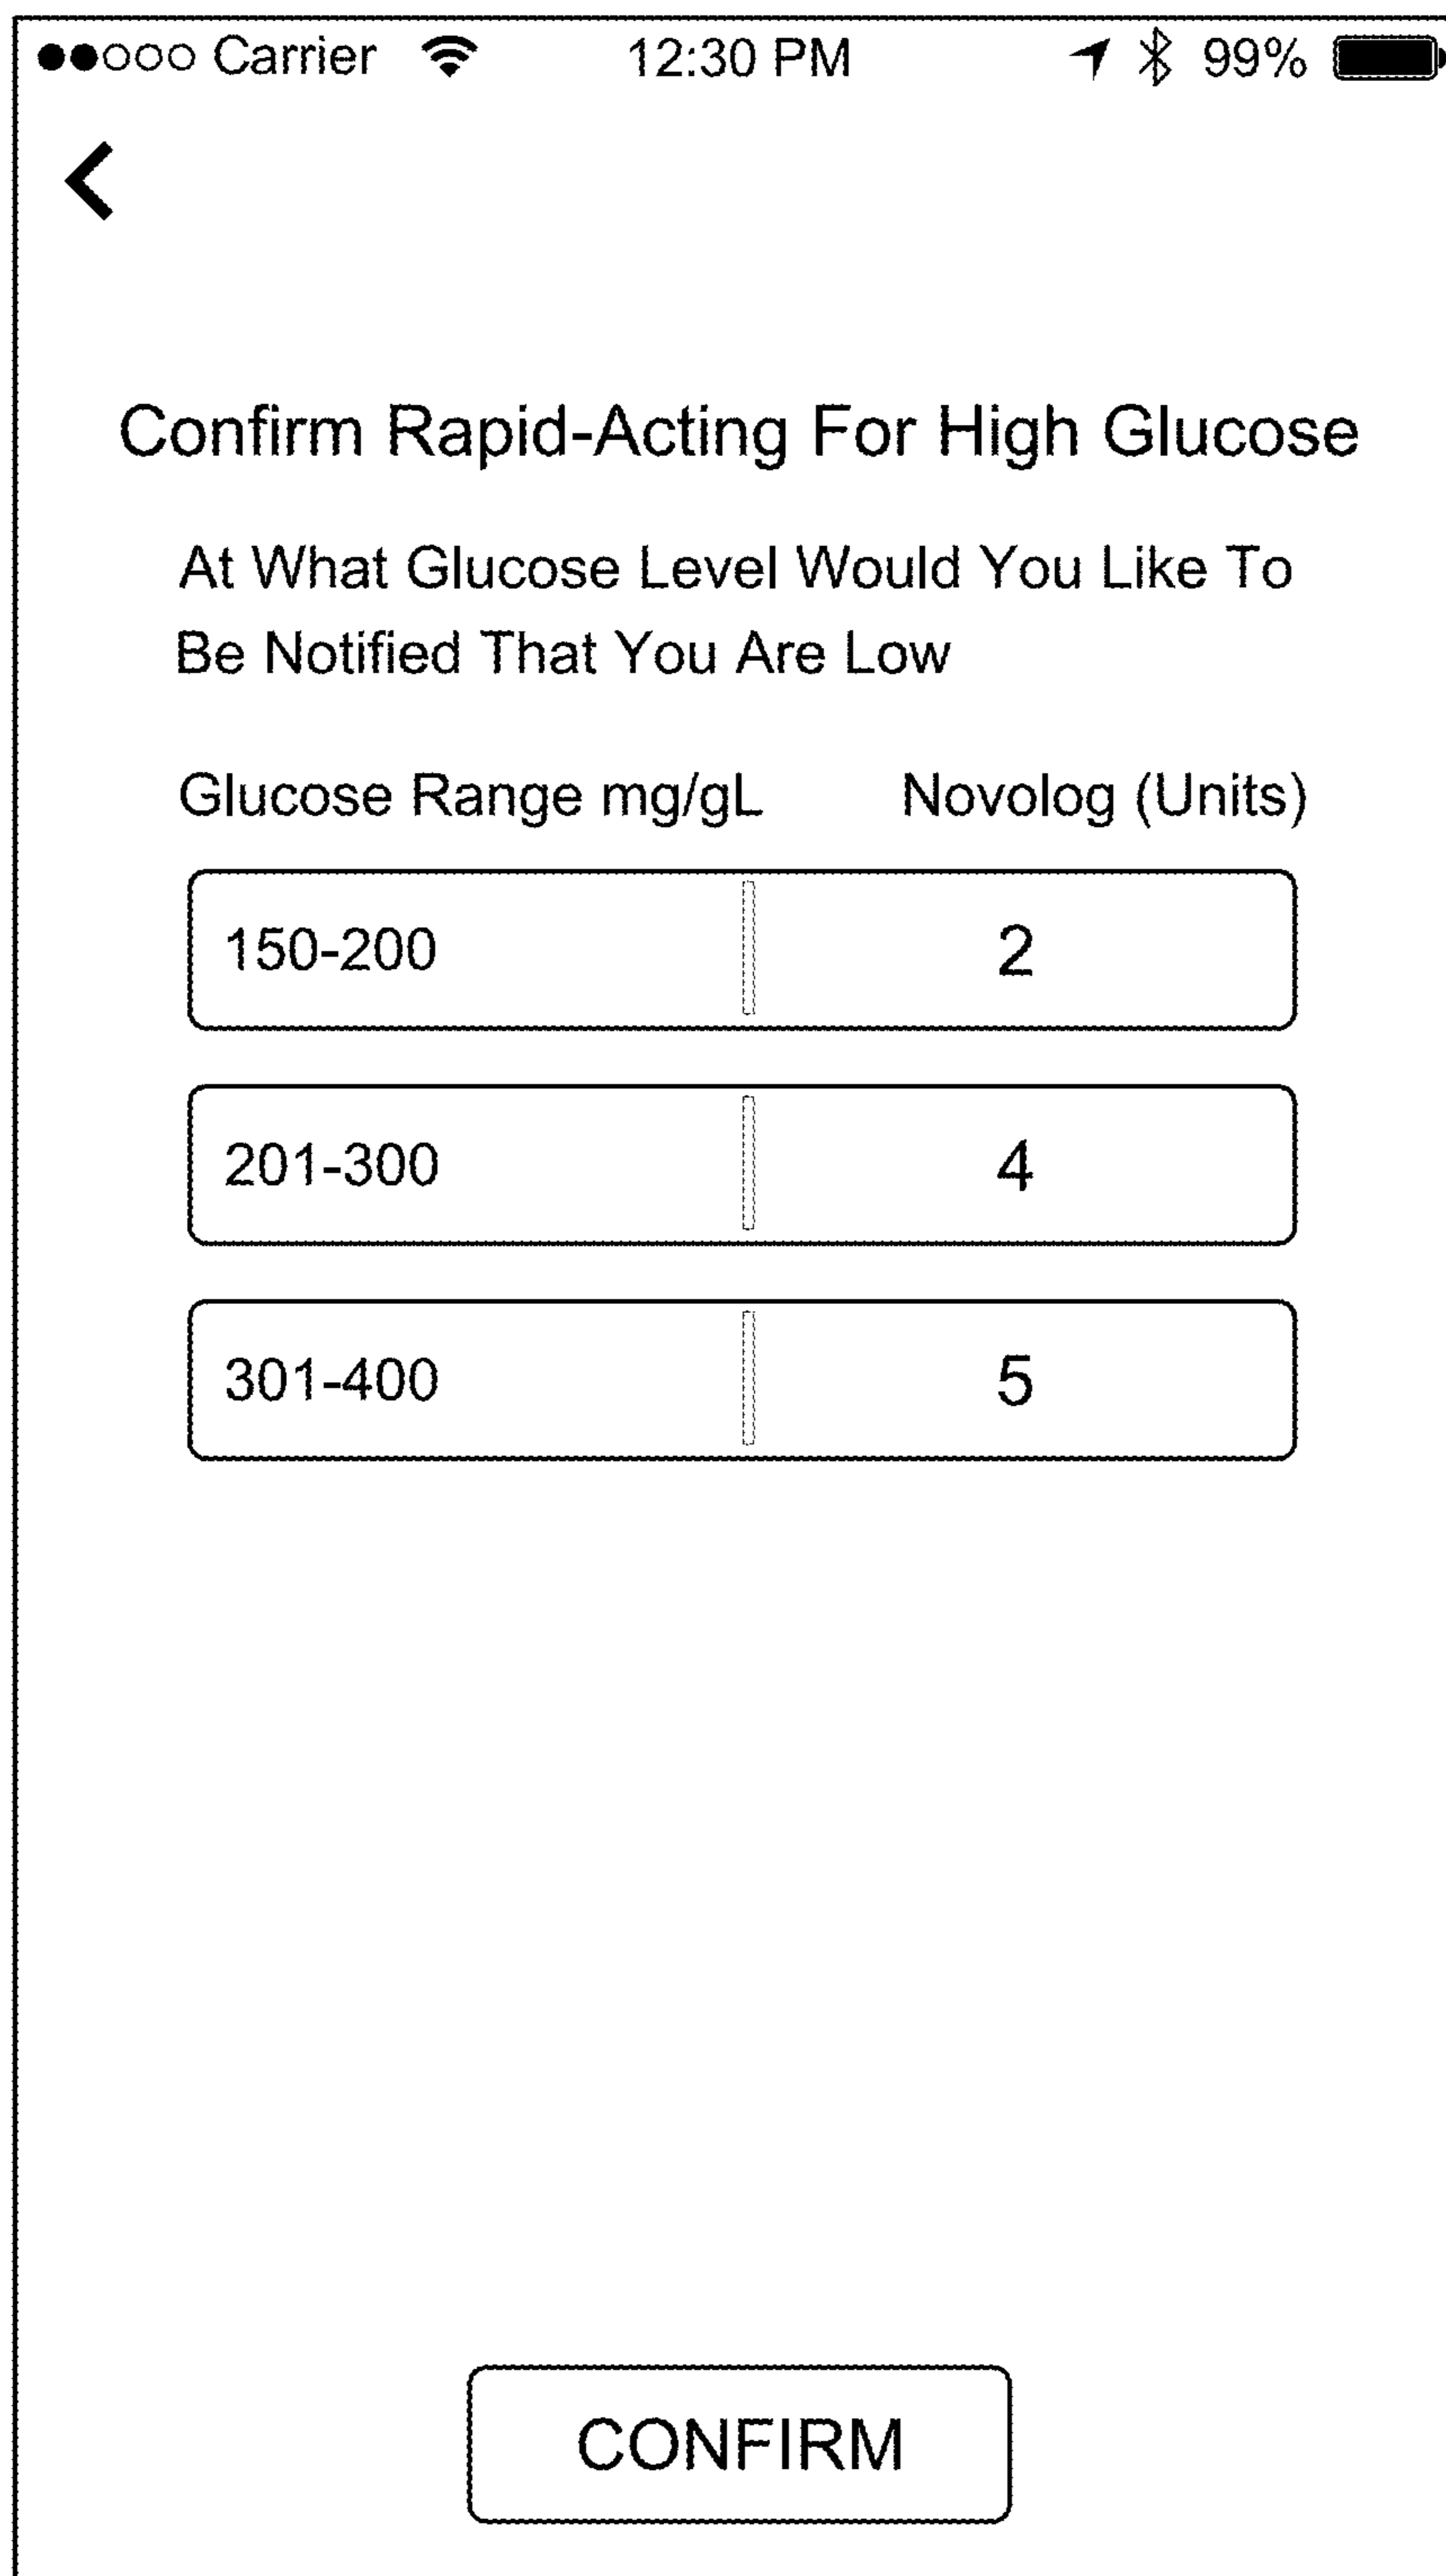 Carrier 12:30 PM 99%
Confirm Rapid-Acting For High Glucose
At What Glucose Level Would You Like To
Be Notified That You Are Low
Glucose Range mg/gL Novolog (Units)
150-200 2
201-300 4
301-400 5
CONFIRM